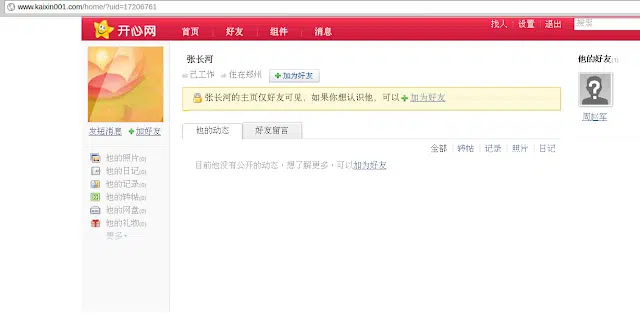 www.kaixin001.com/home/?uid=17206761
找人 | 设置 | 退出
开心网 首页 好友 组件 消息
张长河
已工作 住在郑州 加为好友
张长河的主页仅好友可见，如果你想认识他，可以 加为好友
发短消息 加好友
他的动态 好友留言
全部 | 转帖 | 记录 | 照片 | 日记
目前他没有公开的动态，想了解更多，可以加为好友
他的照片(0)
他的日记(0)
他的记录(0)
他的转帖(0)
他的网盘(0)
他的礼物(0)
更多
他的好友(1)